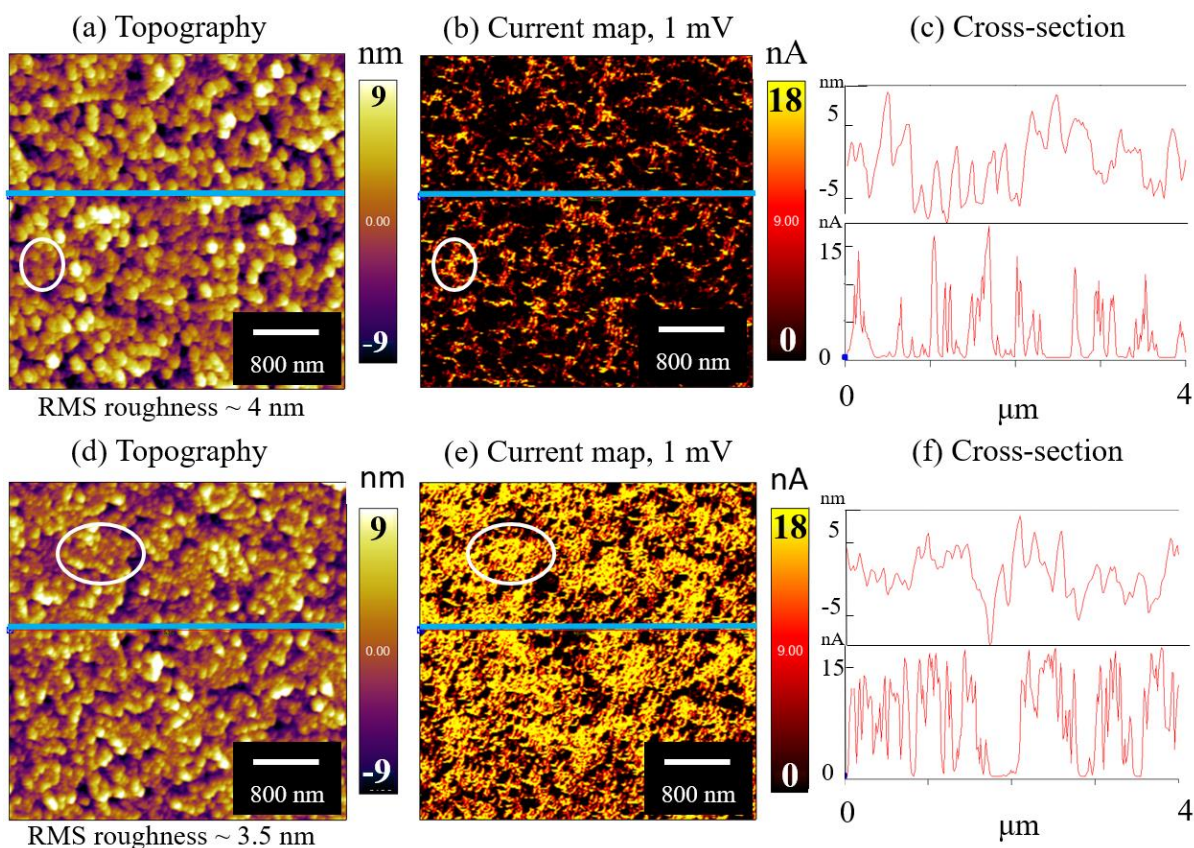 (a) Topography
(b) Current map, 1 mV
(c) Cross-section
nm
9
0.00
-9
800 nm
RMS roughness ~ 4 nm
nA
18
9.00
0
800 nm
nm
5
-5
nA
15
0
0
4
μm
(d) Topography
(e) Current map, 1 mV
(f) Cross-section
nm
9
0.00
-9
800 nm
RMS roughness ~ 3.5 nm
nA
18
9.00
0
800 nm
nm
5
-5
nA
15
0
0
4
μm